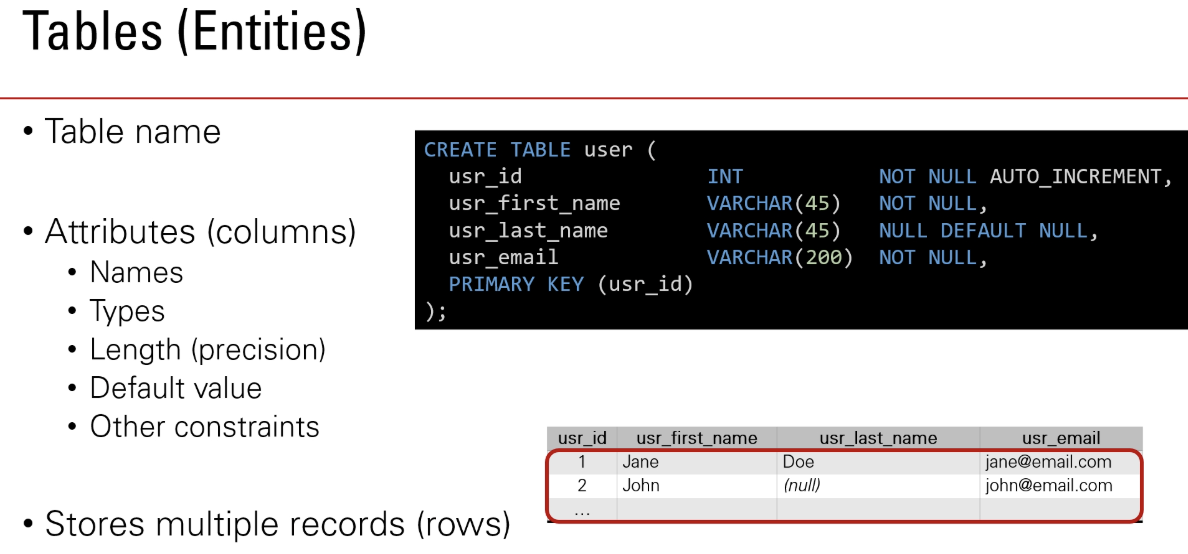 Tables (Entities)
• Table name
• Attributes (columns)
• Names
• Types
• Length (precision)
• Default value
• Other constraints
• Stores multiple records (rows)
CREATE TABLE user (
usr_id INT NOT NULL AUTO_INCREMENT,
usr_first_name VARCHAR(45) NOT NULL,
usr_last_name VARCHAR(45) NULL DEFAULT NULL,
usr_email VARCHAR(200) NOT NULL,
PRIMARY KEY (usr_id)
);
usr_id usr_first_name usr_last_name usr_email
1 Jane Doe jane@email.com
2 John (null) john@email.com
...